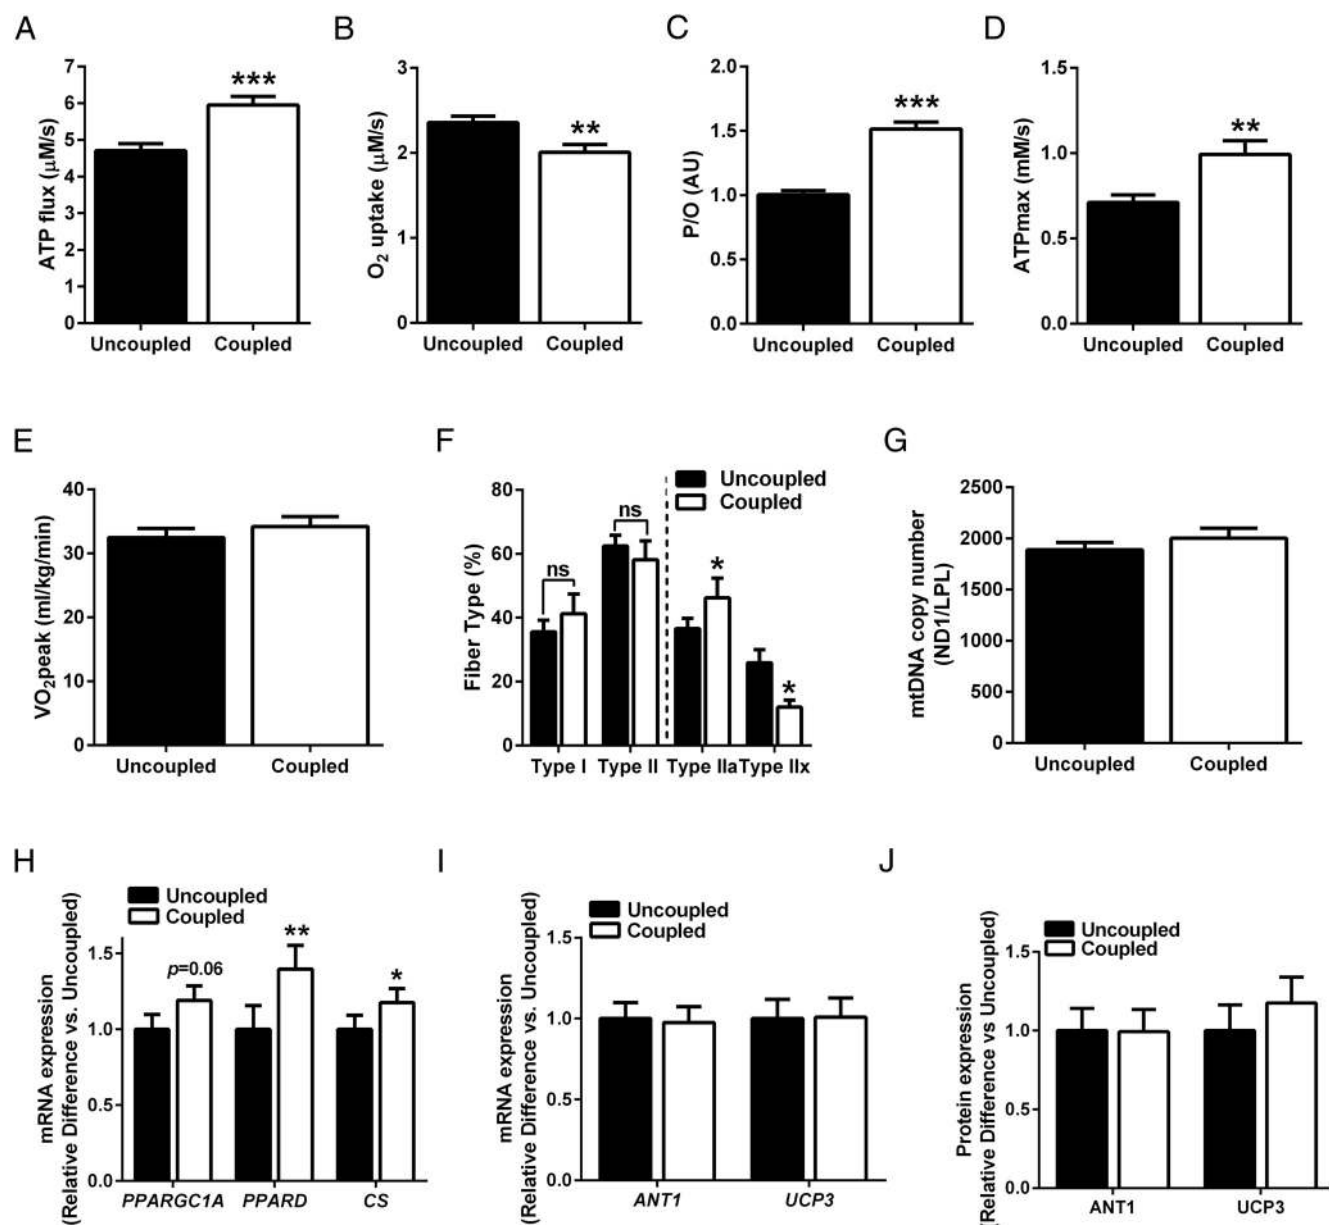 A
ATP flux (μM/s)
7
6
5
4
3
2
1
0
***
Uncoupled Coupled
B
O2 uptake (μM/s)
3
2
1
0
**
Uncoupled Coupled
C
P/O (AU)
2.0
1.5
1.0
0.5
0.0
***
Uncoupled Coupled
D
ATPmax (mM/s)
1.5
1.0
0.5
0.0
**
Uncoupled Coupled
E
VO2peak (ml/kg/min)
40
30
20
10
0
Uncoupled Coupled
F
Uncoupled
Coupled
Fiber Type (%)
80
60
40
20
0
ns
ns
*
*
Type I Type II Type IIa Type IIx
G
mtDNA copy number
(ND1/LPL)
2500
2000
1500
1000
500
0
Uncoupled Coupled
H
Uncoupled
Coupled
mRNA expression
(Relative Difference vs. Uncoupled)
1.5
1.0
0.5
0.0
p=0.06
**
*
PPARGC1A PPARD CS
I
Uncoupled
Coupled
mRNA expression
(Relative Difference vs. Uncoupled)
1.5
1.0
0.5
0.0
ANT1 UCP3
J
Uncoupled
Coupled
Protein expression
(Relative Difference vs Uncoupled)
1.5
1.0
0.5
0.0
ANT1 UCP3